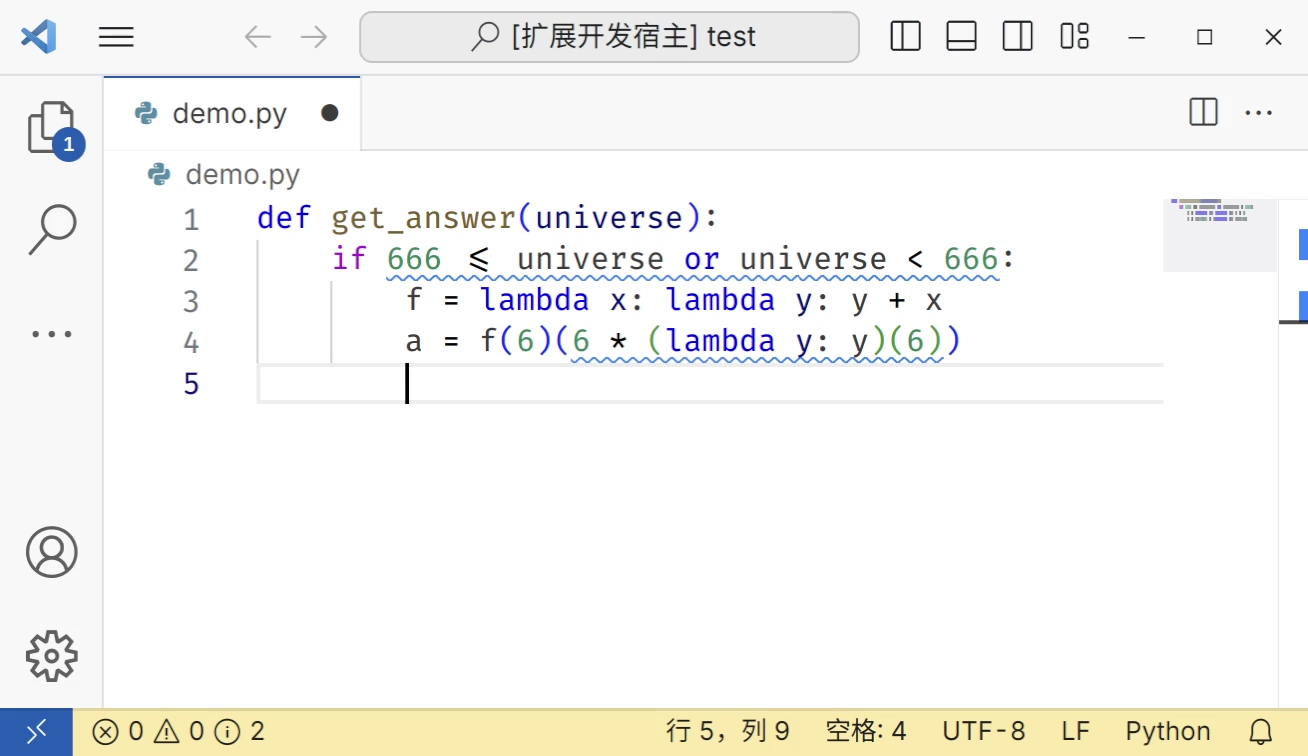 [扩展开发宿主] test
demo.py
1
demo.py
1 def get_answer(universe):
2 if 666 <= universe or universe < 666:
3 f = lambda x: lambda y: y + x
4 a = f(6)(6 * (lambda y: y)(6))
5
0 0 2 行 5，列 9 空格: 4 UTF-8 LF Python